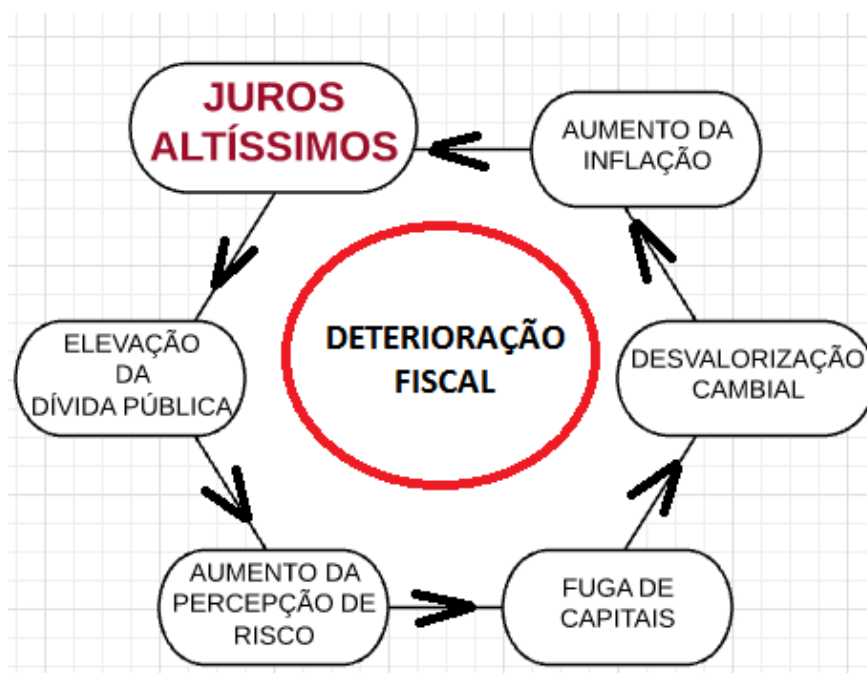 JUROS
ALTÍSSIMOS
AUMENTO DA
INFLAÇÃO
DETERIORAÇÃO
FISCAL
ELEVAÇÃO
DA
DÍVIDA PÚBLICA
DESVALORIZAÇÃO
CAMBIAL
AUMENTO DA
PERCEPÇÃO DE
RISCO
FUGA DE
CAPITAIS